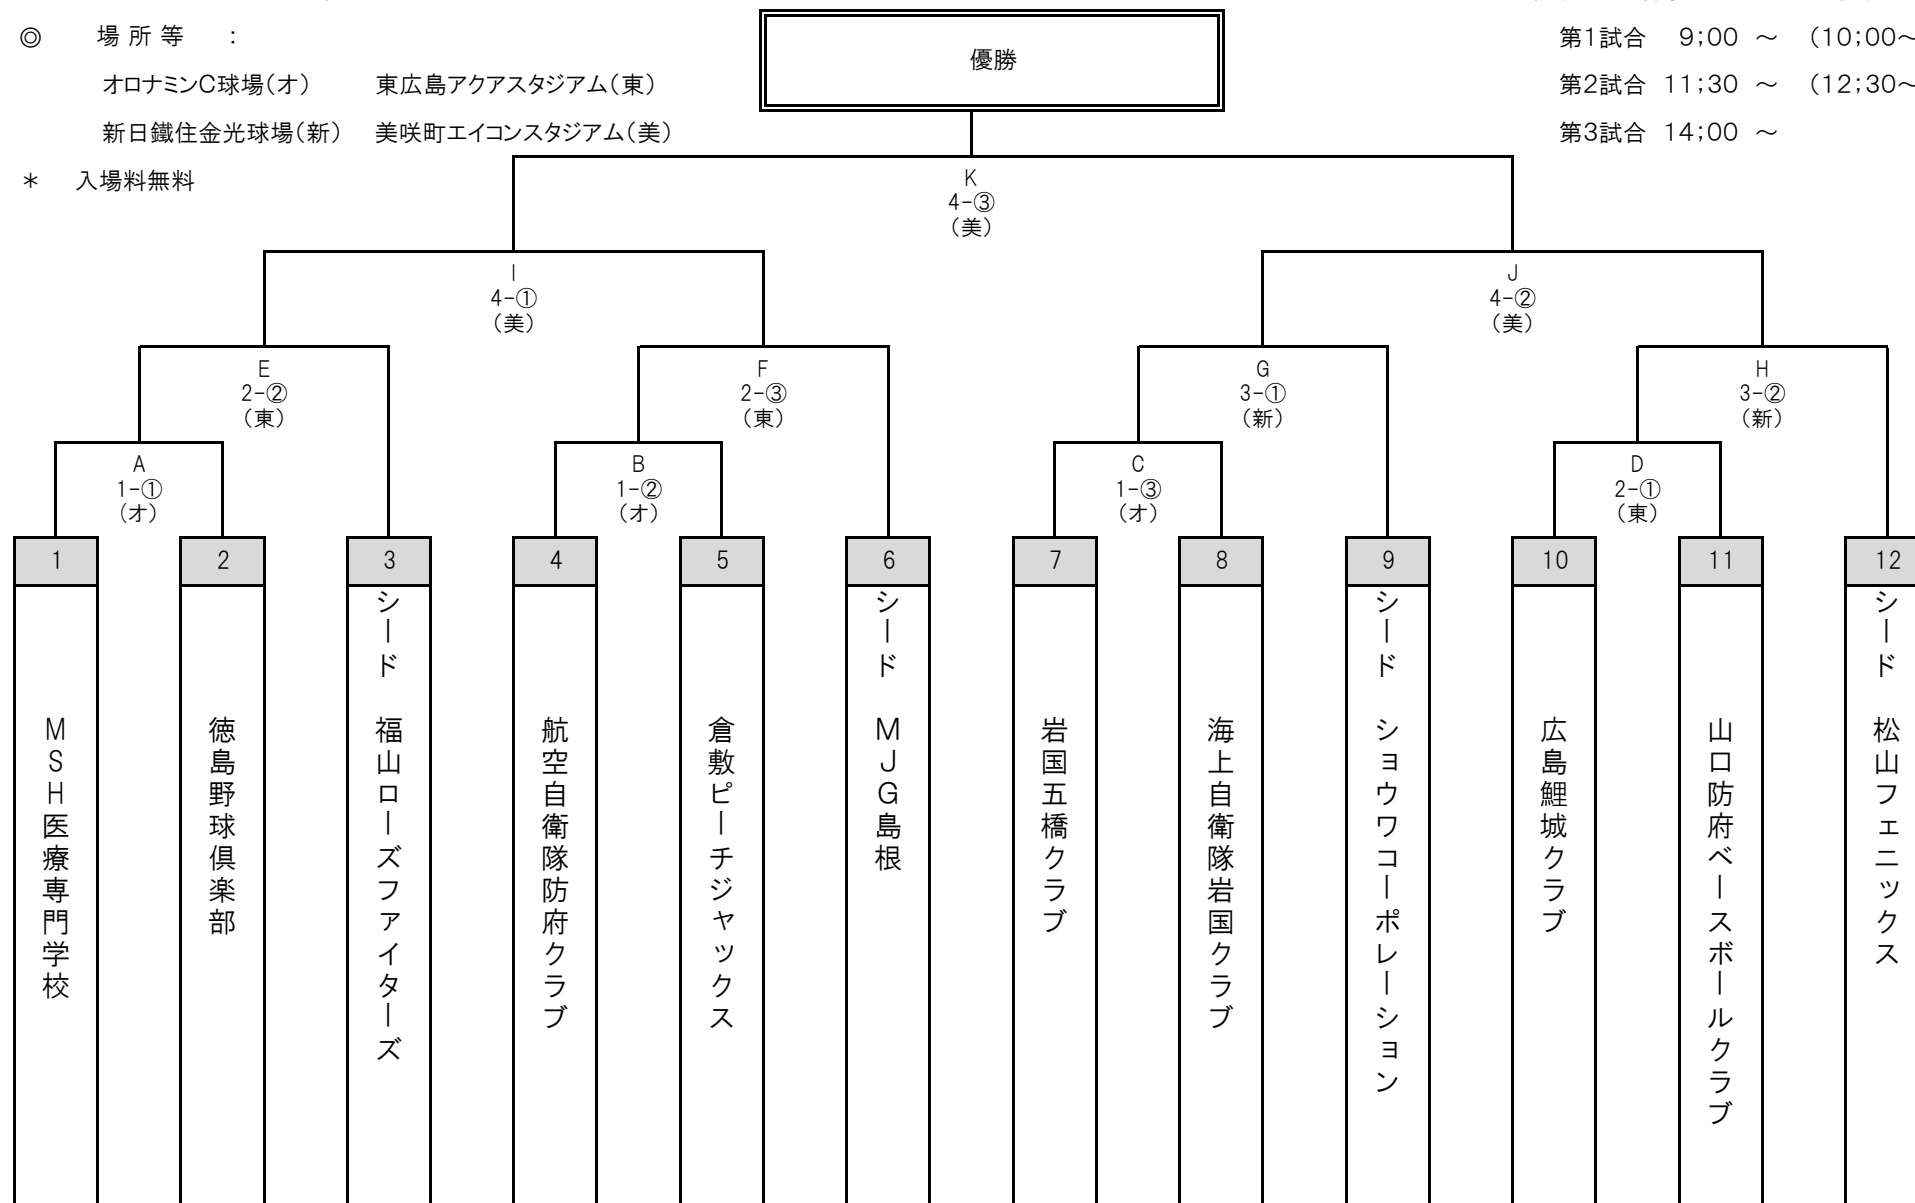 ◎ 場所等 :
優勝
第1試合 9;00 ～ (10;00～
オロナミンC球場(オ) 東広島アクアスタジアム(東)
第2試合 11;30 ～ (12;30～
新日鐵住金光球場(新) 美咲町エイコンスタジアム(美)
第3試合 14;00 ～
＊ 入場料無料
K
4-③
(美)
I
4-①
(美)
J
4-②
(美)
E
2-②
(東)
F
2-③
(東)
G
3-①
(新)
H
3-②
(新)
A
1-①
(オ)
B
1-②
(オ)
C
1-③
(オ)
D
2-①
(東)
1 2 3 4 5 6 7 8 9 10 11 12
MSH医療専門学校
徳島野球倶楽部
シード 福山ローズファイターズ
航空自衛隊防府クラブ
倉敷ピーチジャックス
シード MJG島根
岩国五橋クラブ
海上自衛隊岩国クラブ
シード ショウワコーポレーション
広島鯉城クラブ
山口防府ベースボールクラブ
シード 松山フェニックス